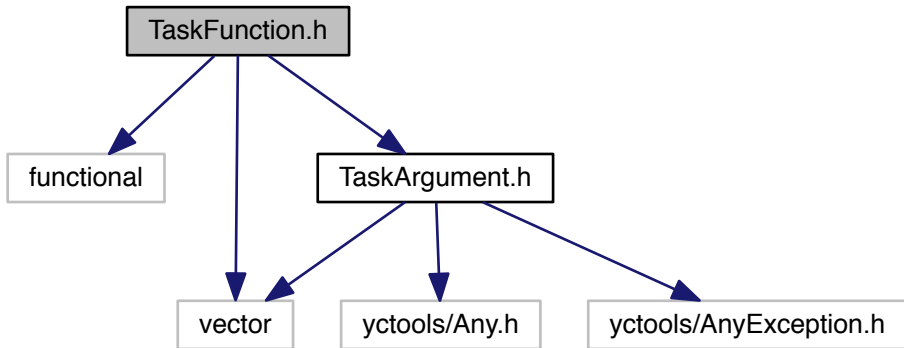 TaskFunction.h
functional
TaskArgument.h
vector
yctools/Any.h
yctools/AnyException.h